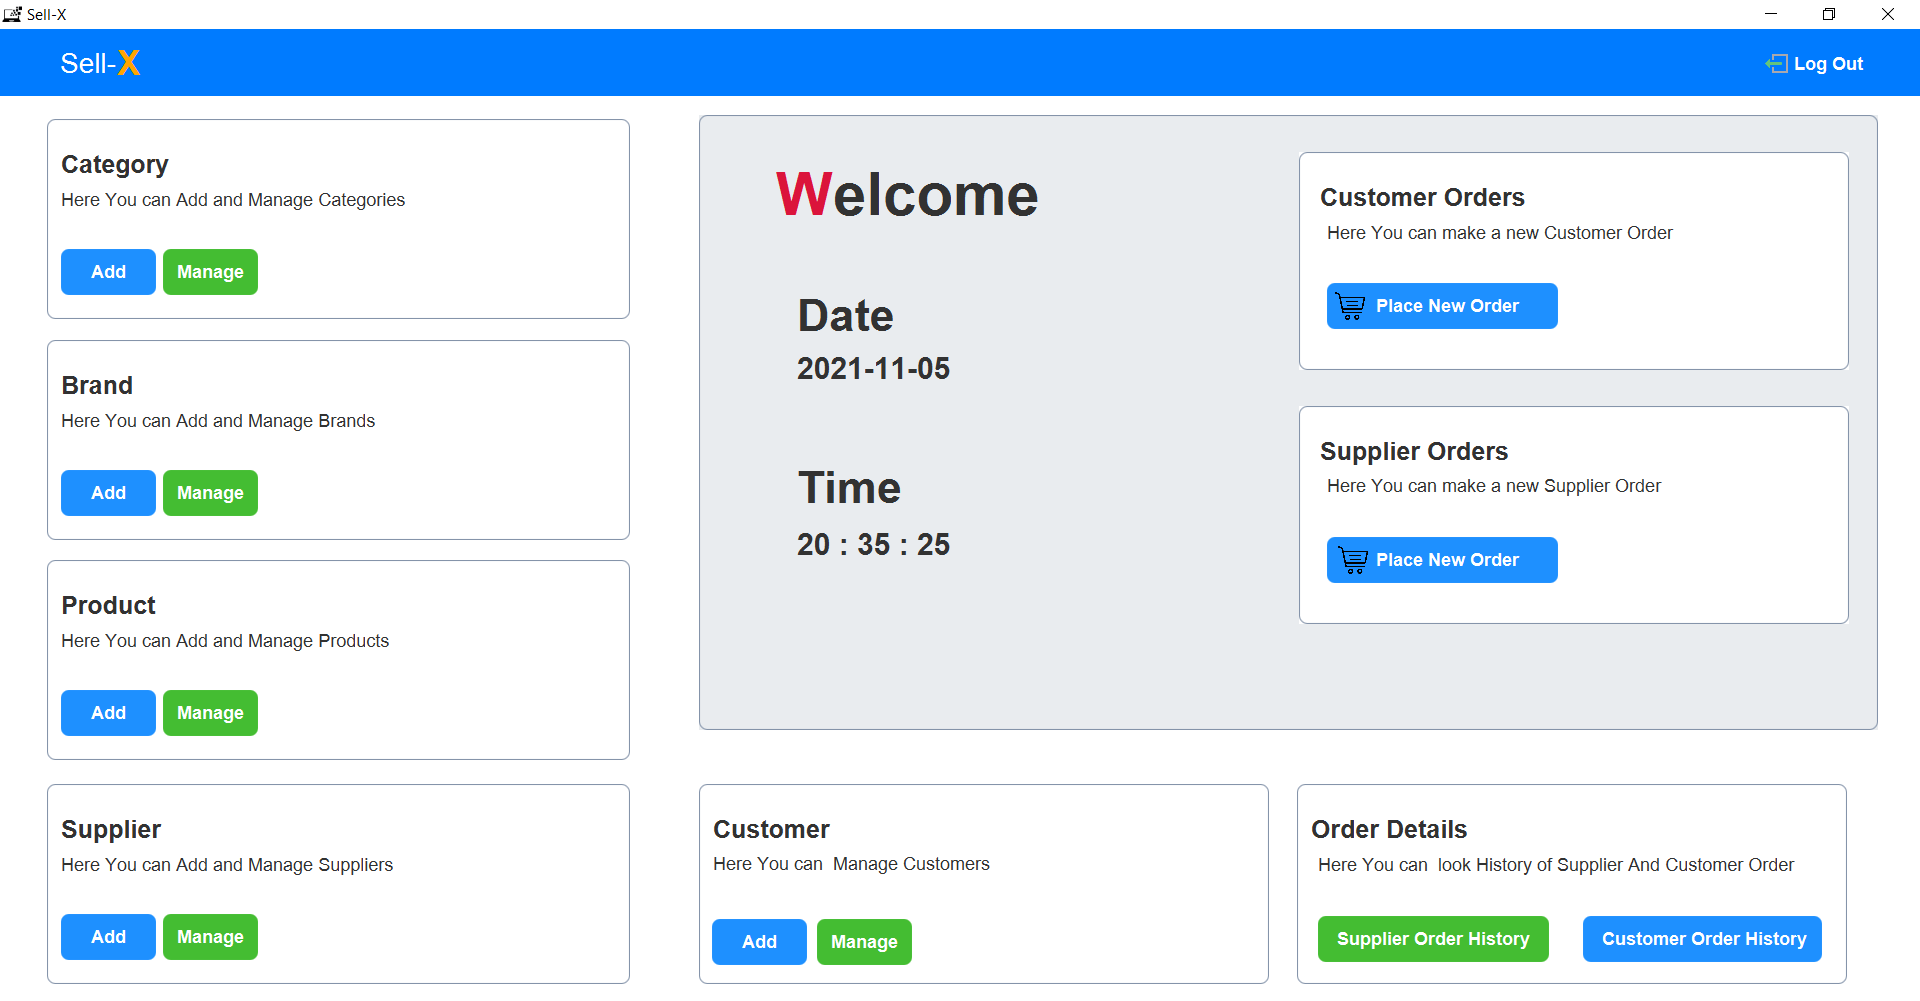 Sell-X
Sell-X
Log Out
Category
Here You can Add and Manage Categories
Add
Manage
Brand
Here You can Add and Manage Brands
Add
Manage
Product
Here You can Add and Manage Products
Add
Manage
Supplier
Here You can Add and Manage Suppliers
Add
Manage
Welcome
Date
2021-11-05
Time
20 : 35 : 25
Customer Orders
Here You can make a new Customer Order
Place New Order
Supplier Orders
Here You can make a new Supplier Order
Place New Order
Customer
Here You can  Manage Customers
Add
Manage
Order Details
Here You can  look History of Supplier And Customer Order
Supplier Order History
Customer Order History